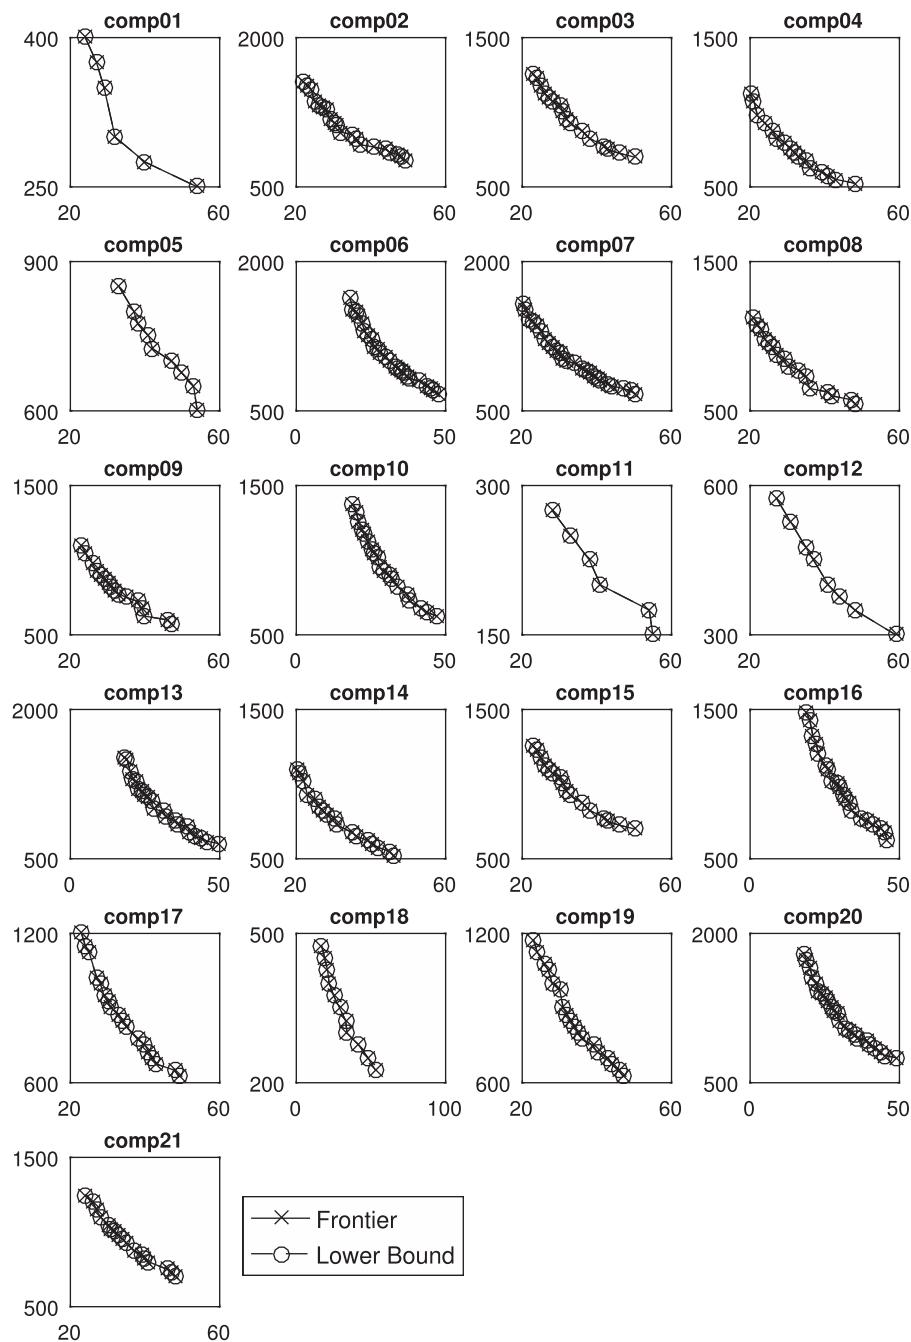 comp01 comp02 comp03 comp04
400 2000 1500 1500
250 500 500 500
20 60 20 60 20 60 20 60
comp05 comp06 comp07 comp08
900 2000 2000 1500
600 500 500 500
20 60 0 50 20 60 20 60
comp09 comp10 comp11 comp12
1500 1500 300 600
500 500 150 300
20 60 0 50 20 60 20 60
comp13 comp14 comp15 comp16
2000 1500 1500 1500
500 500 500 500
0 50 20 60 20 60 0 50
comp17 comp18 comp19 comp20
1200 500 1200 2000
600 200 600 500
20 60 0 100 20 60 0 50
comp21
1500
Frontier
Lower Bound
500
20 60